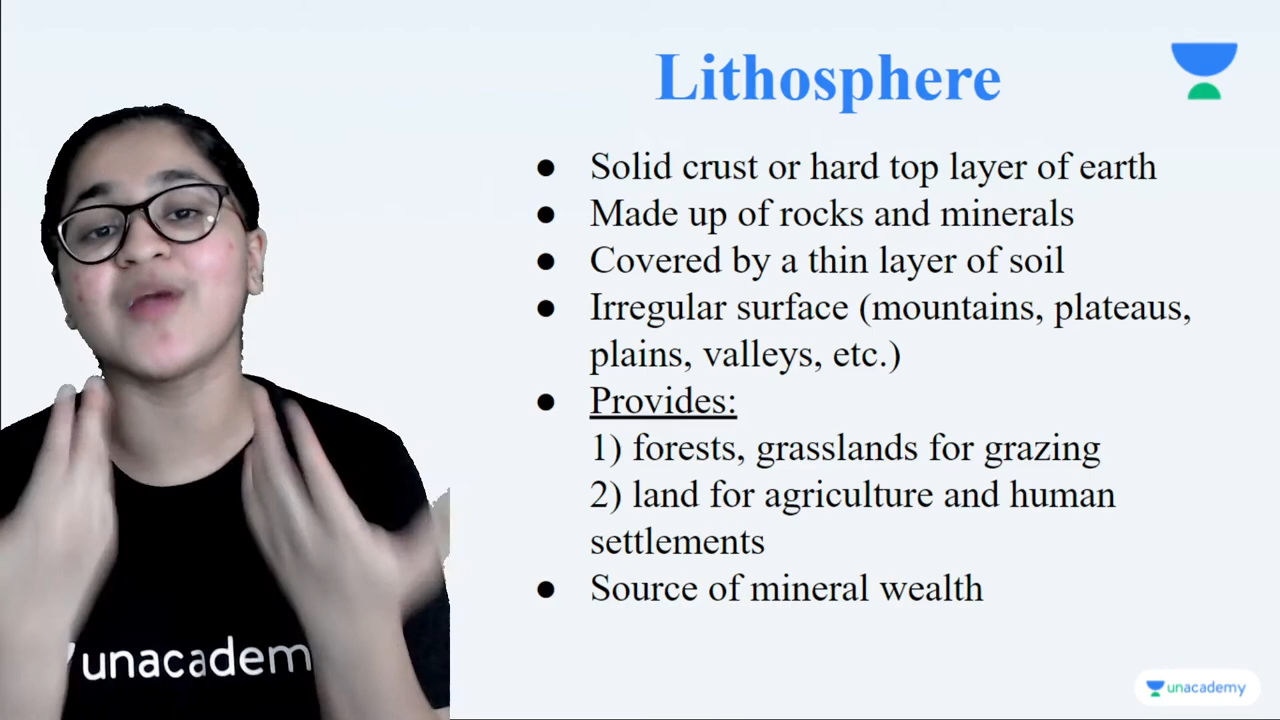 Lithosphere
● Solid crust or hard top layer of earth
● Made up of rocks and minerals
● Covered by a thin layer of soil
● Irregular surface (mountains, plateaus,
plains, valleys, etc.)
● Provides:
1) forests, grasslands for grazing
2) land for agriculture and human
settlements
● Source of mineral wealth
unacadem
unacademy